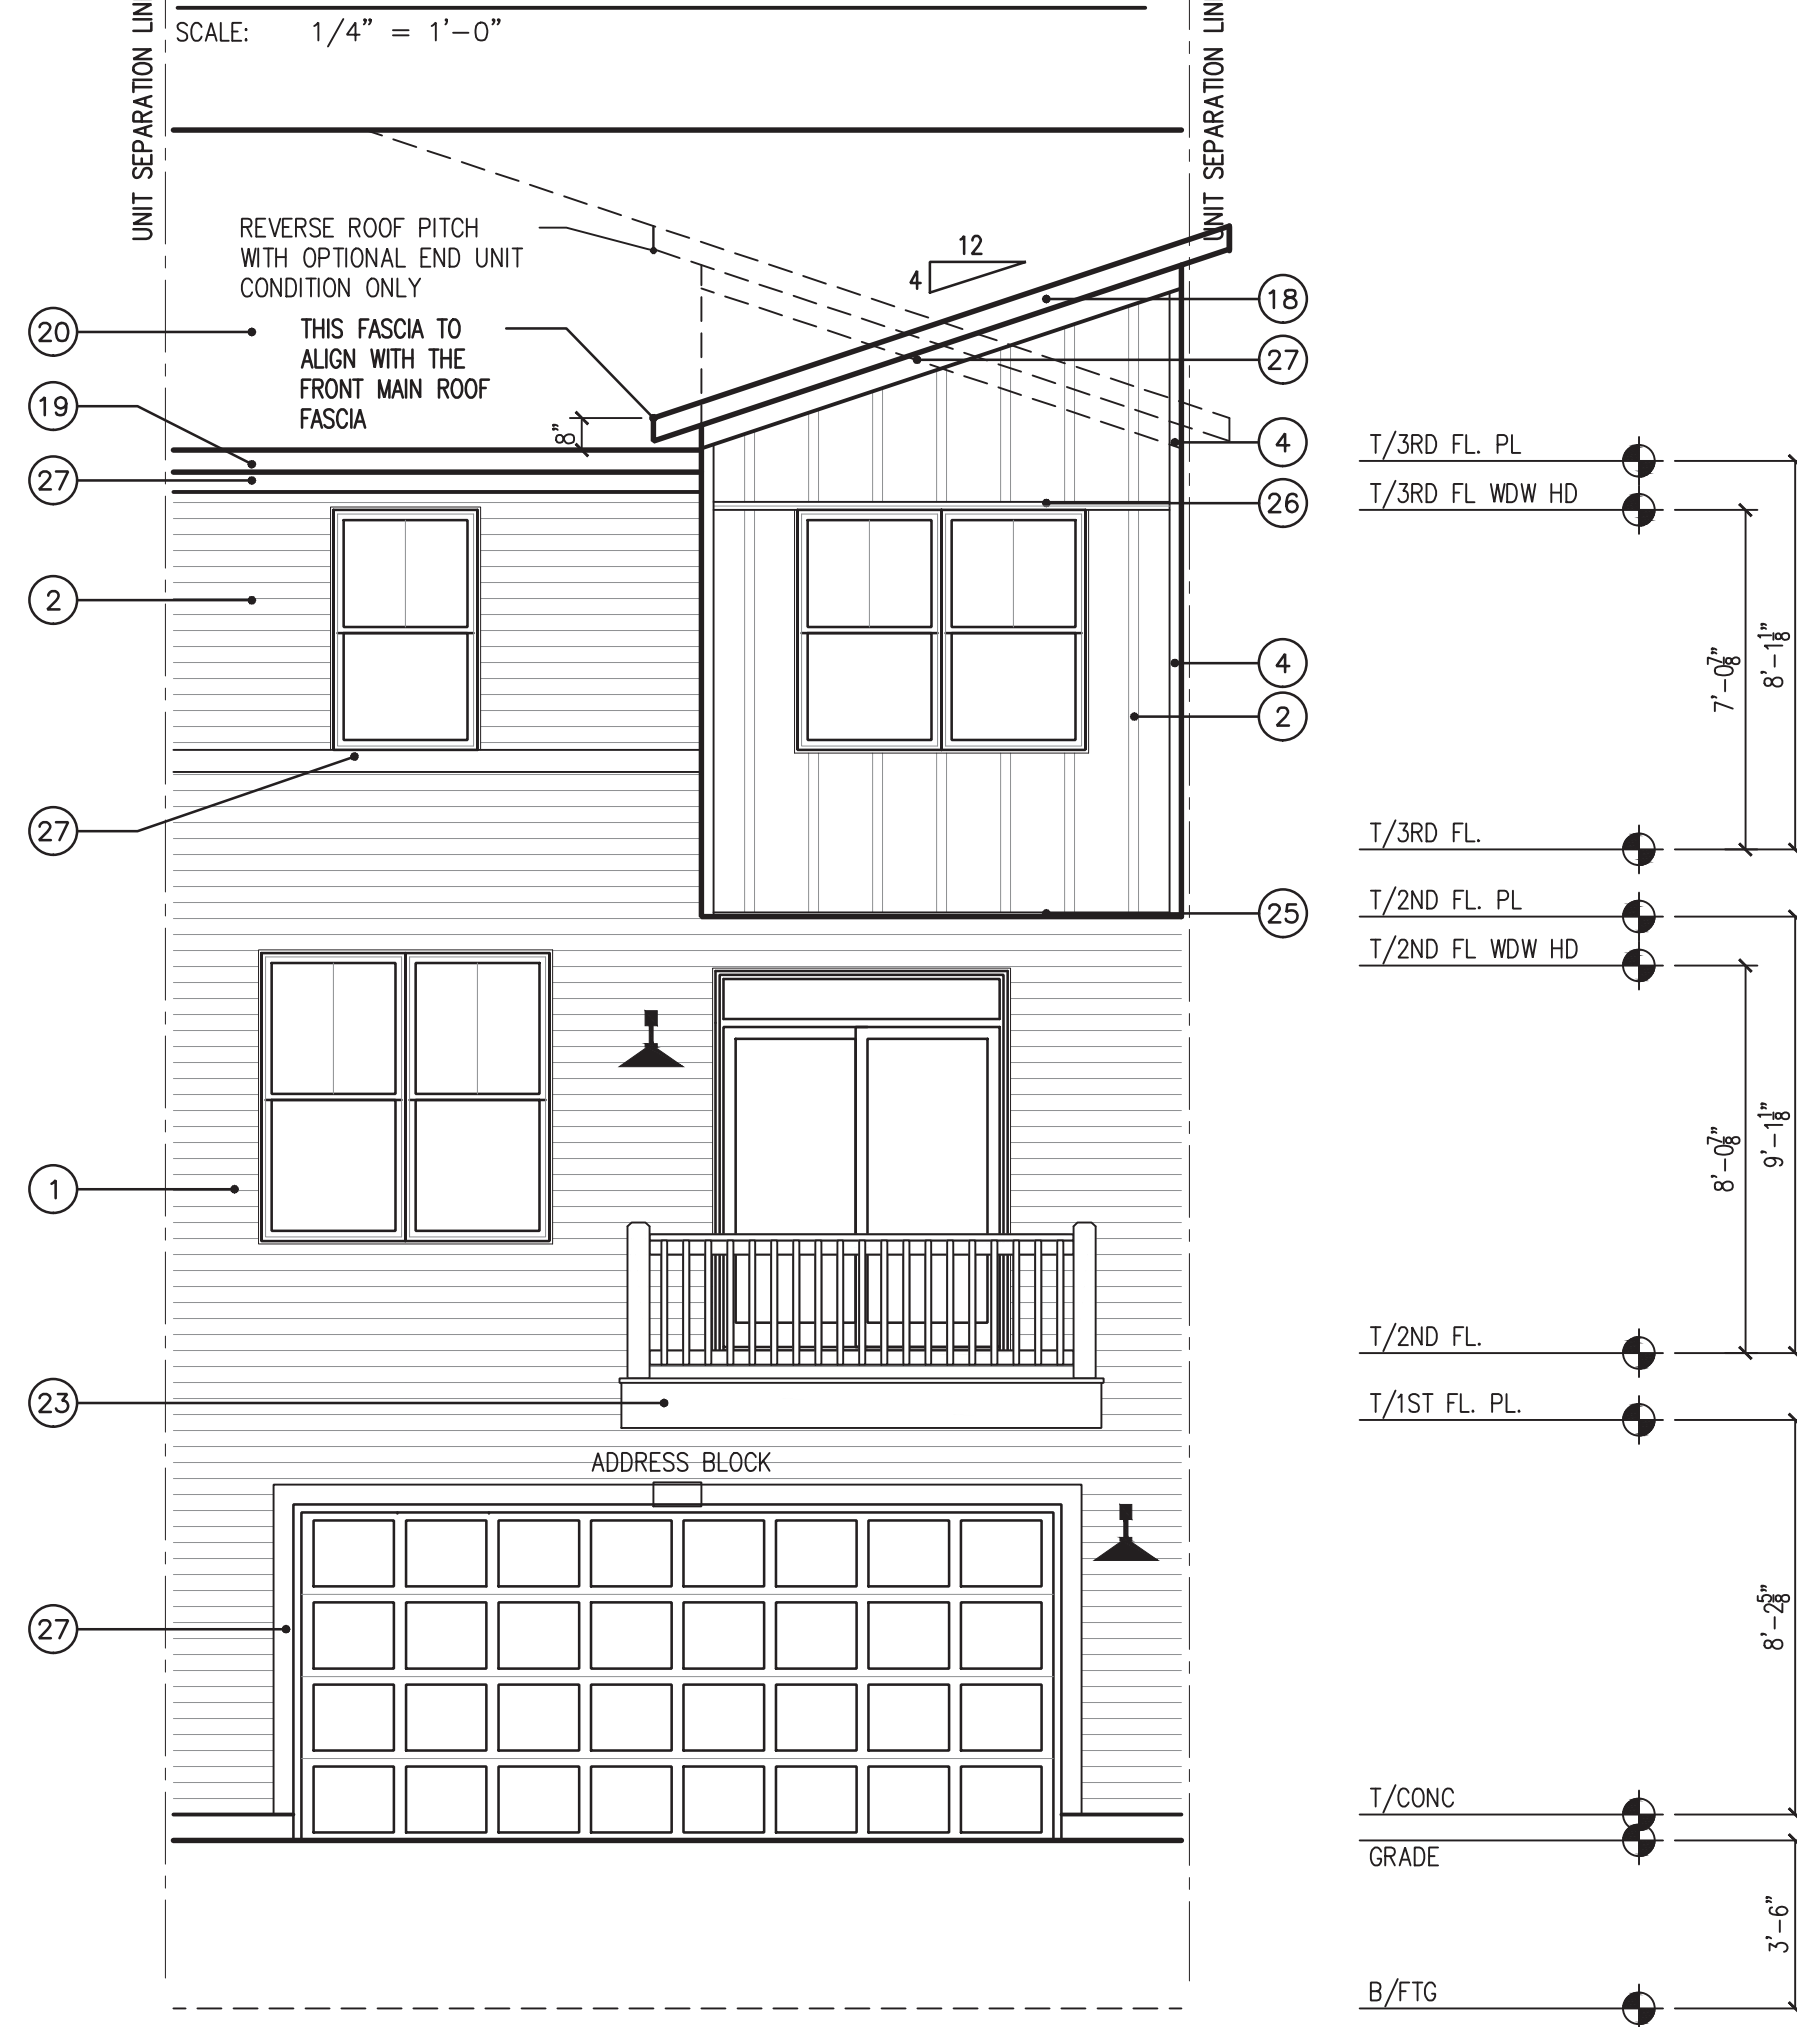 SCALE: 1/4" = 1'-0"
UNIT SEPARATION LIN
UNIT SEPARATION LIN
REVERSE ROOF PITCH
WITH OPTIONAL END UNIT
CONDITION ONLY
THIS FASCIA TO
ALIGN WITH THE
FRONT MAIN ROOF
FASCIA
8"
12
4
20
19
27
2
27
1
23
27
18
27
4
26
4
2
25
ADDRESS BLOCK
T/3RD FL. PL
T/3RD FL WDW HD
7'-0⅞"
8'-1⅛"
T/3RD FL.
T/2ND FL. PL
T/2ND FL WDW HD
8'-0⅞"
9'-1⅛"
T/2ND FL.
T/1ST FL. PL.
8'-2⅝"
T/CONC
GRADE
3'-6"
B/FTG